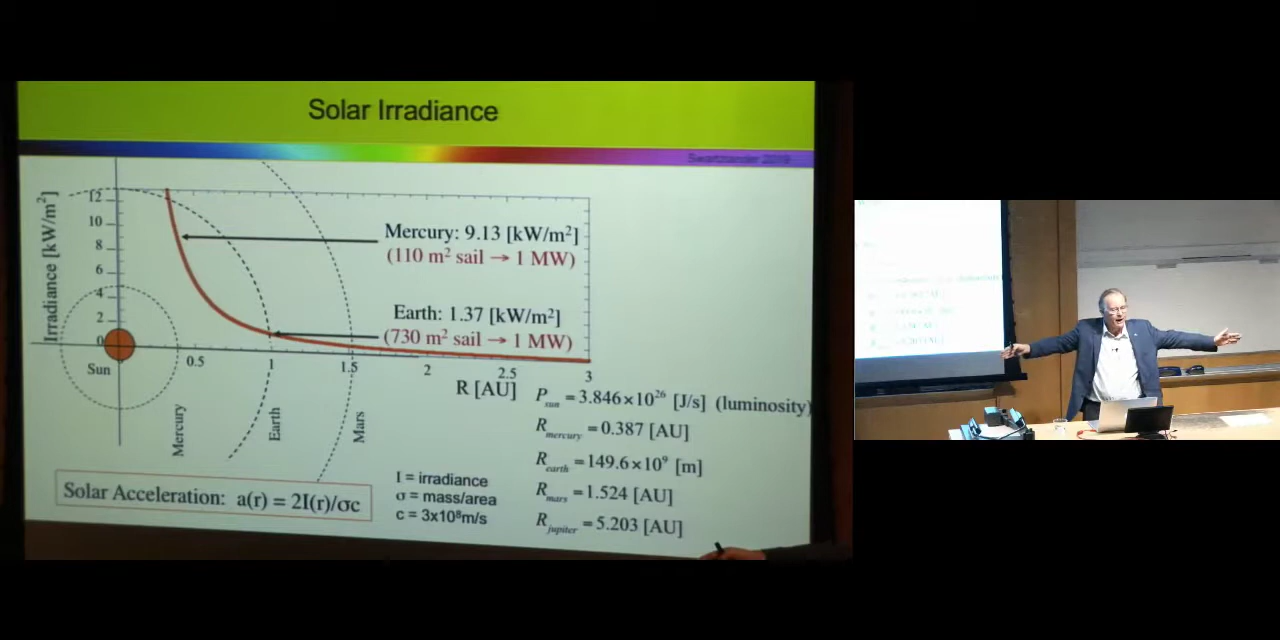 Solar Irradiance
Swartzlander 2019
Irradiance [kW/m²]
12
10
8
6
4
2
0
Mercury: 9.13 [kW/m²]
(110 m² sail → 1 MW)
Earth: 1.37 [kW/m²]
(730 m² sail → 1 MW)
Sun
0.5
1
1.5
2
2.5
3
R [AU]
Mercury
Earth
Mars
P_sun = 3.846×10²⁶ [J/s] (luminosity)
R_mercury = 0.387 [AU]
R_earth = 149.6×10⁹ [m]
R_mars = 1.524 [AU]
R_jupiter = 5.203 [AU]
Solar Acceleration: a(r) = 2I(r)/σc
I = irradiance
σ = mass/area
c = 3x10⁸m/s